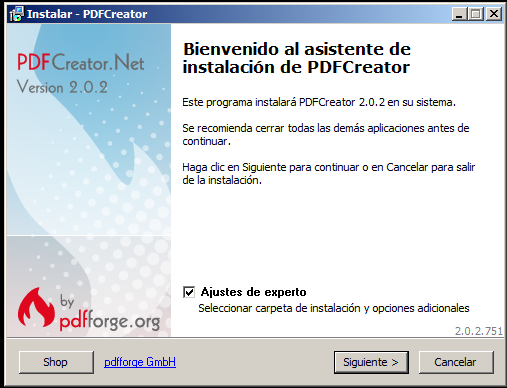 Instalar - PDFCreator
PDFCreator.Net
Version 2.0.2
Bienvenido al asistente de
instalación de PDFCreator
Este programa instalará PDFCreator 2.0.2 en su sistema.
Se recomienda cerrar todas las demás aplicaciones antes de
continuar.
Haga clic en Siguiente para continuar o en Cancelar para salir
de la instalación.
by
pdfforge.org
Ajustes de experto
Seleccionar carpeta de instalación y opciones adicionales
2.0.2.751
Shop
pdfforge GmbH
Siguiente >
Cancelar